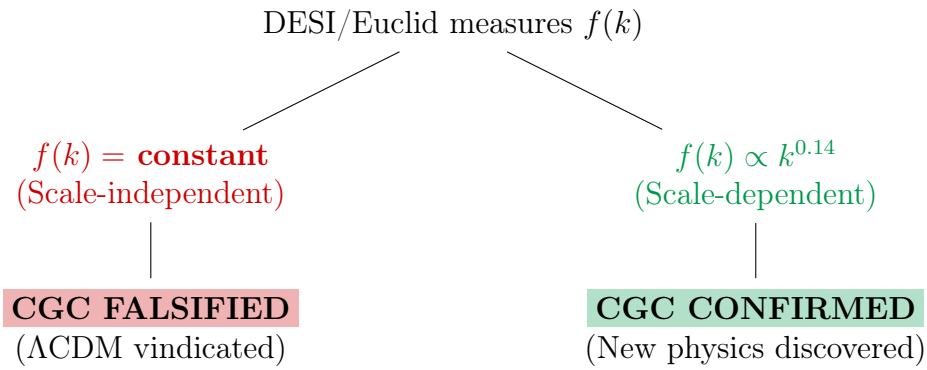 DESI/Euclid measures f(k)
f(k) = constant
(Scale-independent)
f(k) ∝ k^0.14
(Scale-dependent)
CGC FALSIFIED
(ΛCDM vindicated)
CGC CONFIRMED
(New physics discovered)